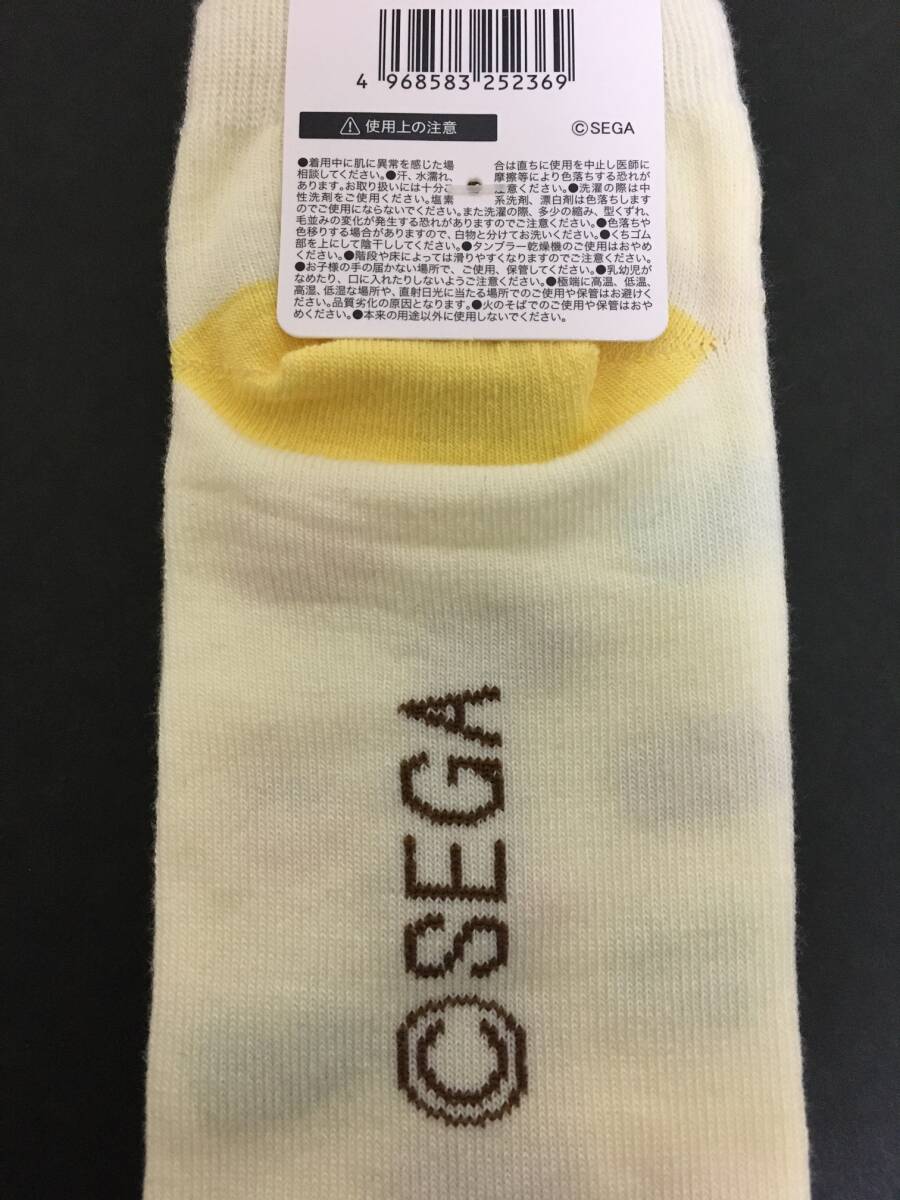 4 968583 252369
⚠ 使用上の注意
©SEGA
●着用中に肌に異常を感じた場合は直ちに使用を中止し医師に
相談してください。●汗、水濡れ、摩擦等により色落ちする恐れが
あります。お取り扱いには十分ご注意ください。●洗濯の際は中
性洗剤をご使用ください。塩素系洗剤、漂白剤は色落ちします
のでご使用にならないでください。また洗濯の際、多少の縮み、型くずれ、
毛並みの変化が発生する恐れがありますのでご注意ください。●色落ちや
色移りする場合がありますので、白物と分けてお洗いください。●くちゴム
部を上にして陰干ししてください。●タンブラー乾燥機のご使用はおやめ
ください。●階段や床によっては滑りやすくなりますのでご注意ください。
●お子様の手の届かない場所で、ご使用、保管してください。●乳幼児が
なめたり、口に入れたりしないようご注意ください。●極端に高温、低温、
高湿、低湿な場所や、直射日光に当たる場所でのご使用や保管はお避けく
ださい。品質劣化の原因となります。●火のそばでのご使用や保管はおや
めください。●本来の用途以外に使用しないでください。
©SEGA